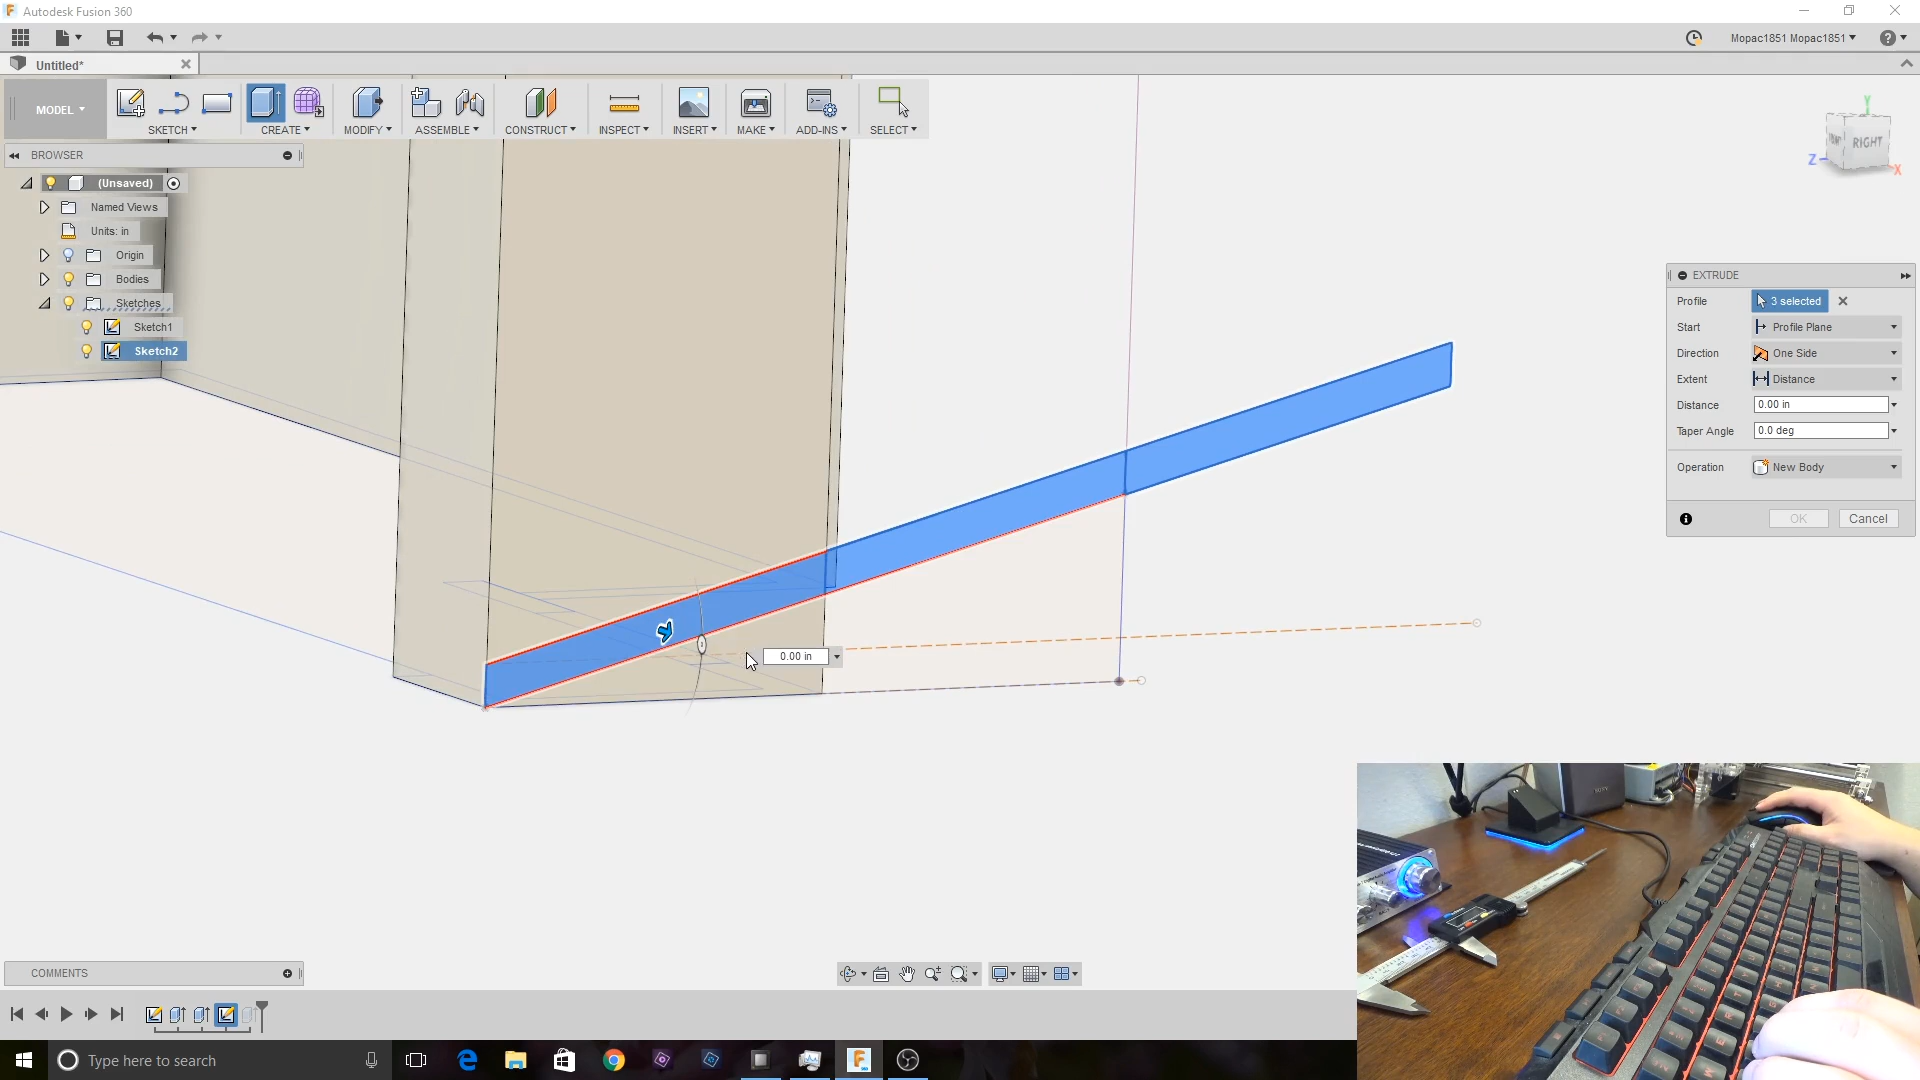 Autodesk Fusion 360
Mopac1851 Mopac1851
Untitled*
MODEL
SKETCH
CREATE
MODIFY
ASSEMBLE
CONSTRUCT
INSPECT
INSERT
MAKE
ADD-INS
SELECT
BROWSER
(Unsaved)
Named Views
Units: in
Origin
Bodies
Sketches
Sketch1
Sketch2
Y
RIGHT
Z
X
EXTRUDE
Profile
3 selected
Start
Profile Plane
Direction
One Side
Extent
Distance
Distance
0.00 in
Taper Angle
0.0 deg
Operation
New Body
OK
Cancel
0.00 in
COMMENTS
Type here to search